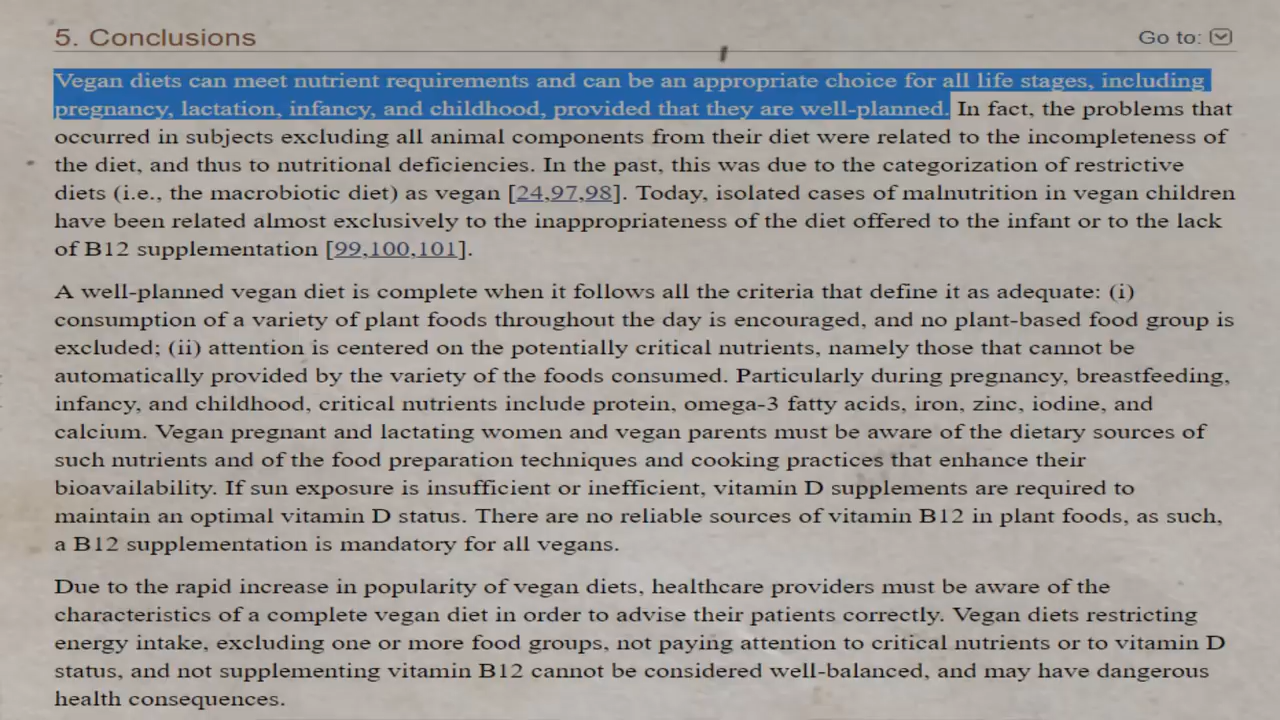 5. Conclusions
Go to:
Vegan diets can meet nutrient requirements and can be an appropriate choice for all life stages, including
pregnancy, lactation, infancy, and childhood, provided that they are well-planned. In fact, the problems that
occurred in subjects excluding all animal components from their diet were related to the incompleteness of
the diet, and thus to nutritional deficiencies. In the past, this was due to the categorization of restrictive
diets (i.e., the macrobiotic diet) as vegan [24,97,98]. Today, isolated cases of malnutrition in vegan children
have been related almost exclusively to the inappropriateness of the diet offered to the infant or to the lack
of B12 supplementation [99,100,101].
A well-planned vegan diet is complete when it follows all the criteria that define it as adequate: (i)
consumption of a variety of plant foods throughout the day is encouraged, and no plant-based food group is
excluded; (ii) attention is centered on the potentially critical nutrients, namely those that cannot be
automatically provided by the variety of the foods consumed. Particularly during pregnancy, breastfeeding,
infancy, and childhood, critical nutrients include protein, omega-3 fatty acids, iron, zinc, iodine, and
calcium. Vegan pregnant and lactating women and vegan parents must be aware of the dietary sources of
such nutrients and of the food preparation techniques and cooking practices that enhance their
bioavailability. If sun exposure is insufficient or inefficient, vitamin D supplements are required to
maintain an optimal vitamin D status. There are no reliable sources of vitamin B12 in plant foods, as such,
a B12 supplementation is mandatory for all vegans.
Due to the rapid increase in popularity of vegan diets, healthcare providers must be aware of the
characteristics of a complete vegan diet in order to advise their patients correctly. Vegan diets restricting
energy intake, excluding one or more food groups, not paying attention to critical nutrients or to vitamin D
status, and not supplementing vitamin B12 cannot be considered well-balanced, and may have dangerous
health consequences.